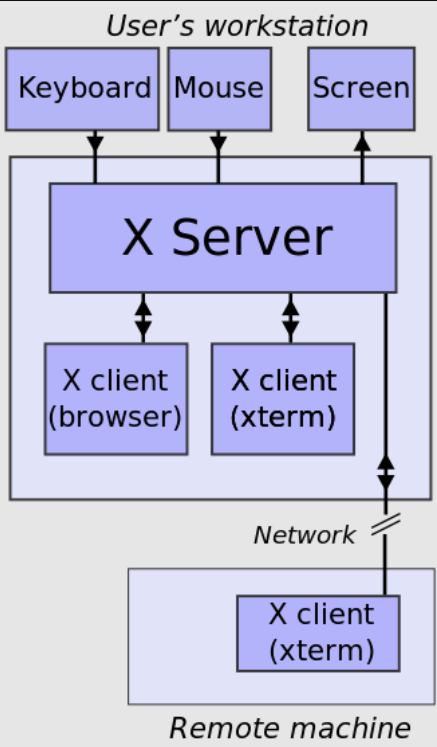 User's workstation
Keyboard
Mouse
Screen
X Server
X client
(browser)
X client
(xterm)
Network
X client
(xterm)
Remote machine